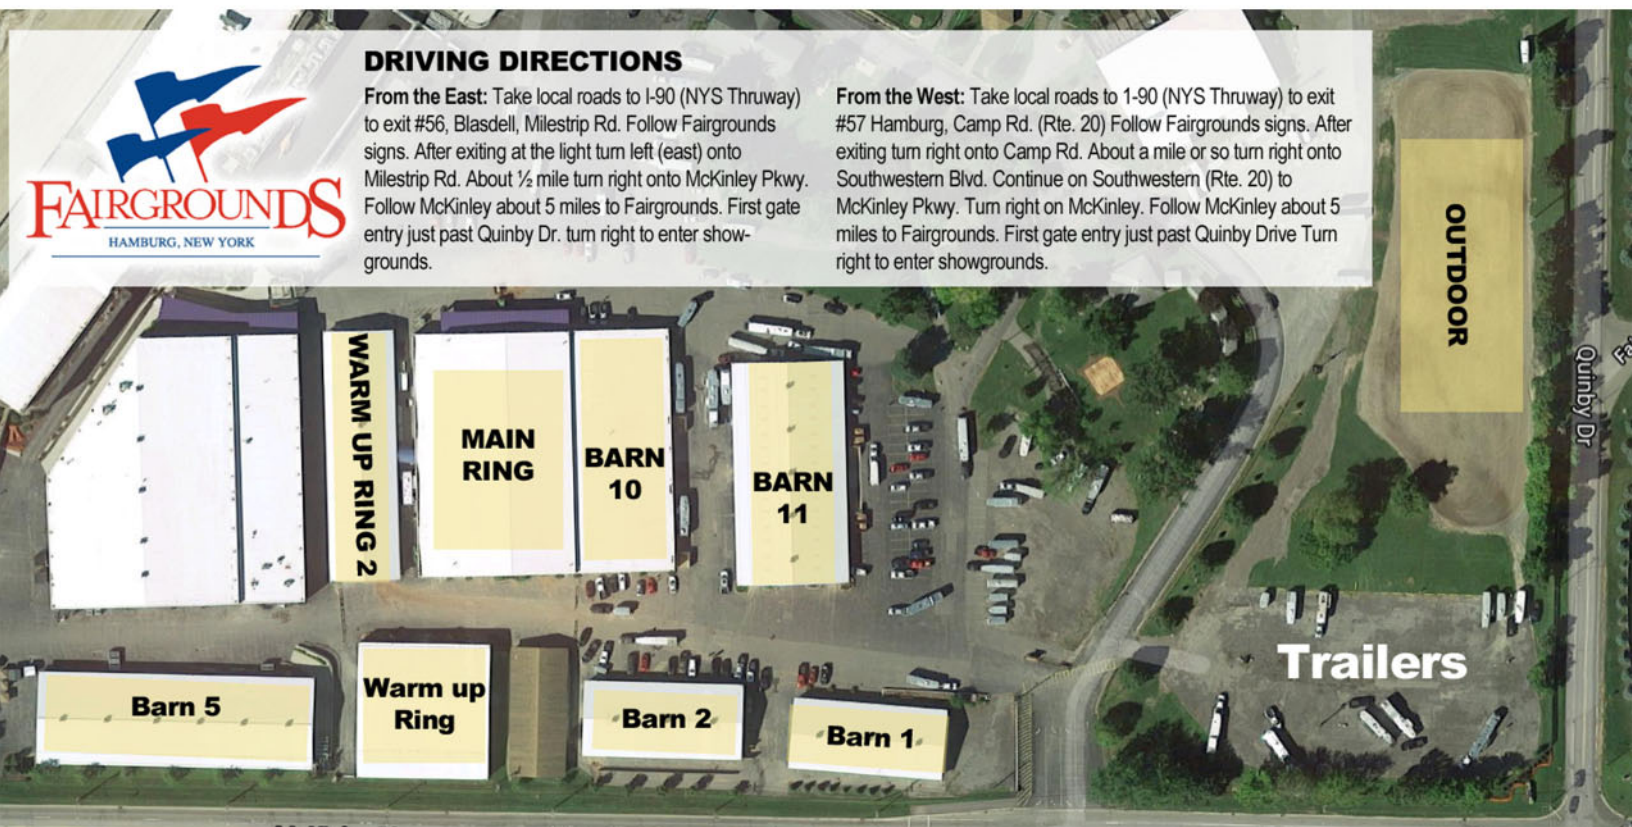 FAIRGROUNDS
HAMBURG, NEW YORK
DRIVING DIRECTIONS
From the East: Take local roads to I-90 (NYS Thruway)
to exit #56, Blasdell, Milestrip Rd. Follow Fairgrounds
signs. After exiting at the light turn left (east) onto
Milestrip Rd. About ½ mile turn right onto McKinley Pkwy.
Follow McKinley about 5 miles to Fairgrounds. First gate
entry just past Quinby Dr. turn right to enter show-
grounds.
From the West: Take local roads to 1-90 (NYS Thruway) to exit
#57 Hamburg, Camp Rd. (Rte. 20) Follow Fairgrounds signs. After
exiting turn right onto Camp Rd. About a mile or so turn right onto
Southwestern Blvd. Continue on Southwestern (Rte. 20) to
McKinley Pkwy. Turn right on McKinley. Follow McKinley about 5
miles to Fairgrounds. First gate entry just past Quinby Drive Turn
right to enter showgrounds.
OUTDOOR
Quinby Dr
WARM UP RING 2
MAIN
RING
BARN
10
BARN
11
Trailers
Barn 5
Warm up
Ring
Barn 2
Barn 1